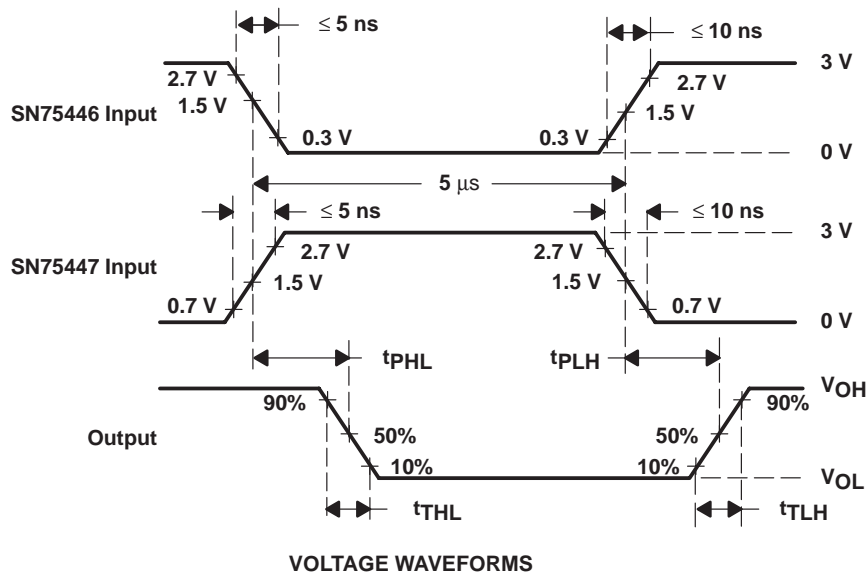 ≤ 5 ns
≤ 10 ns
3 V
2.7 V
2.7 V
1.5 V
1.5 V
SN75446 Input
0.3 V
0.3 V
0 V
5 μs
≤ 5 ns
≤ 10 ns
3 V
2.7 V
2.7 V
SN75447 Input
1.5 V
1.5 V
0.7 V
0.7 V
0 V
tPHL
tPLH
VOH
90%
90%
Output
50%
50%
10%
10%
VOL
tTHL
tTLH
VOLTAGE WAVEFORMS